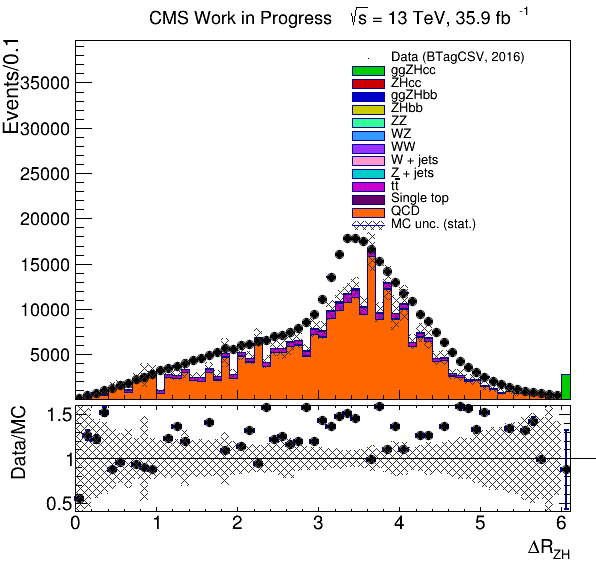 CMS Work in Progress √s = 13 TeV, 35.9 fb⁻¹
Events/0.1
35000
30000
25000
20000
15000
10000
5000
Data (BTagCSV, 2016)
ggZHcc
ZHcc
ggZHbb
ZHbb
ZZ
WZ
WW
W + jets
Z + jets
tt̅
Single top
QCD
MC unc. (stat.)
Data/MC
1.5
1
0.5
0 1 2 3 4 5 6
ΔR_ZH